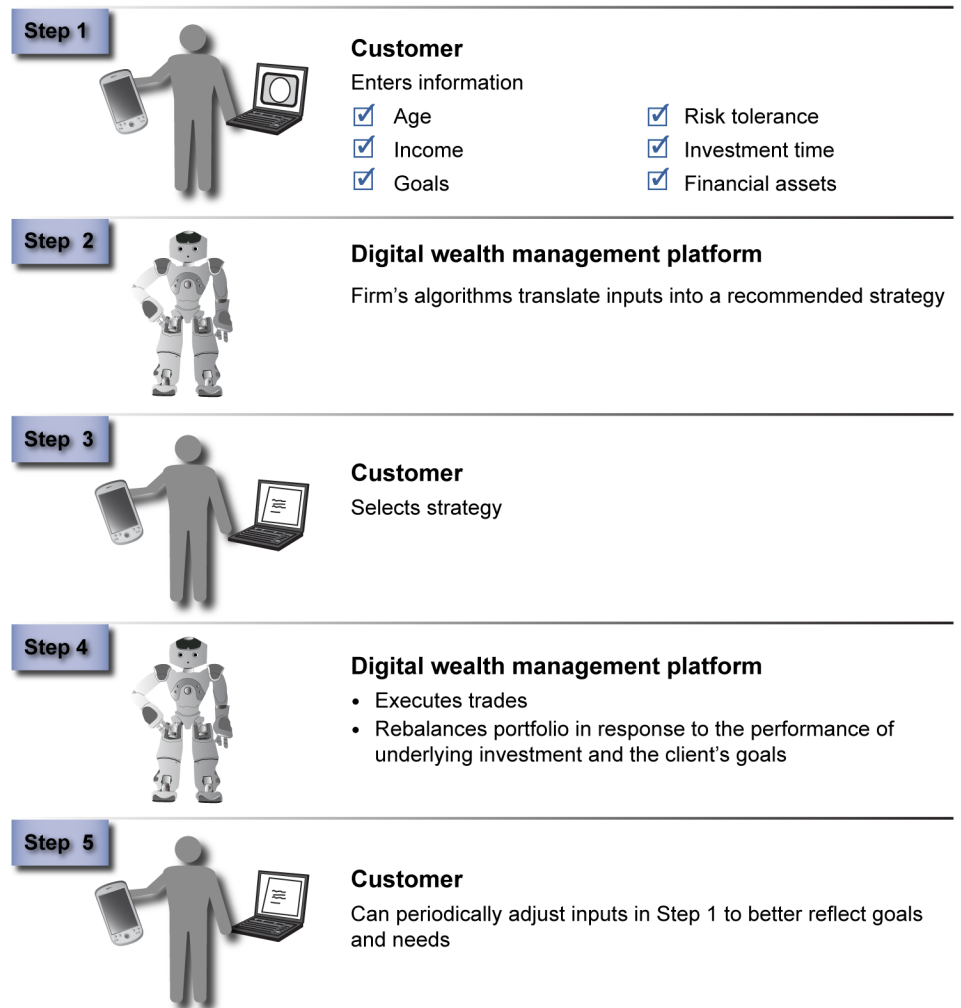 Step 1
Customer
Enters information
Age
Income
Goals
Risk tolerance
Investment time
Financial assets
Step 2
Digital wealth management platform
Firm's algorithms translate inputs into a recommended strategy
Step 3
Customer
Selects strategy
Step 4
Digital wealth management platform
• Executes trades
• Rebalances portfolio in response to the performance of
underlying investment and the client's goals
Step 5
Customer
Can periodically adjust inputs in Step 1 to better reflect goals
and needs